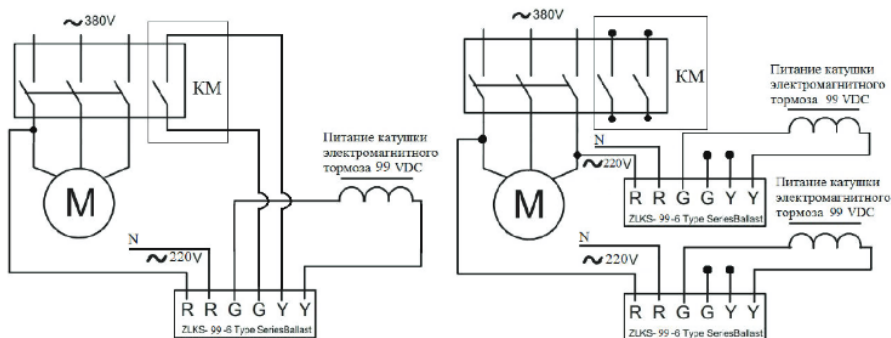 ~380V
КМ
Питание катушки
электромагнитного
тормоза 99 VDC
M
N
~220V
R R G G Y Y
ZLKS- 99 -6 Type SeriesBallast
~380V
КМ
Питание катушки
электромагнитного
тормоза 99 VDC
N
~220V
M
R R G G Y Y
ZLKS- 99 -6 Type SeriesBallast
Питание катушки
электромагнитного
тормоза 99 VDC
N
~220V
R R G G Y Y
ZLKS- 99 -6 Type SeriesBallast